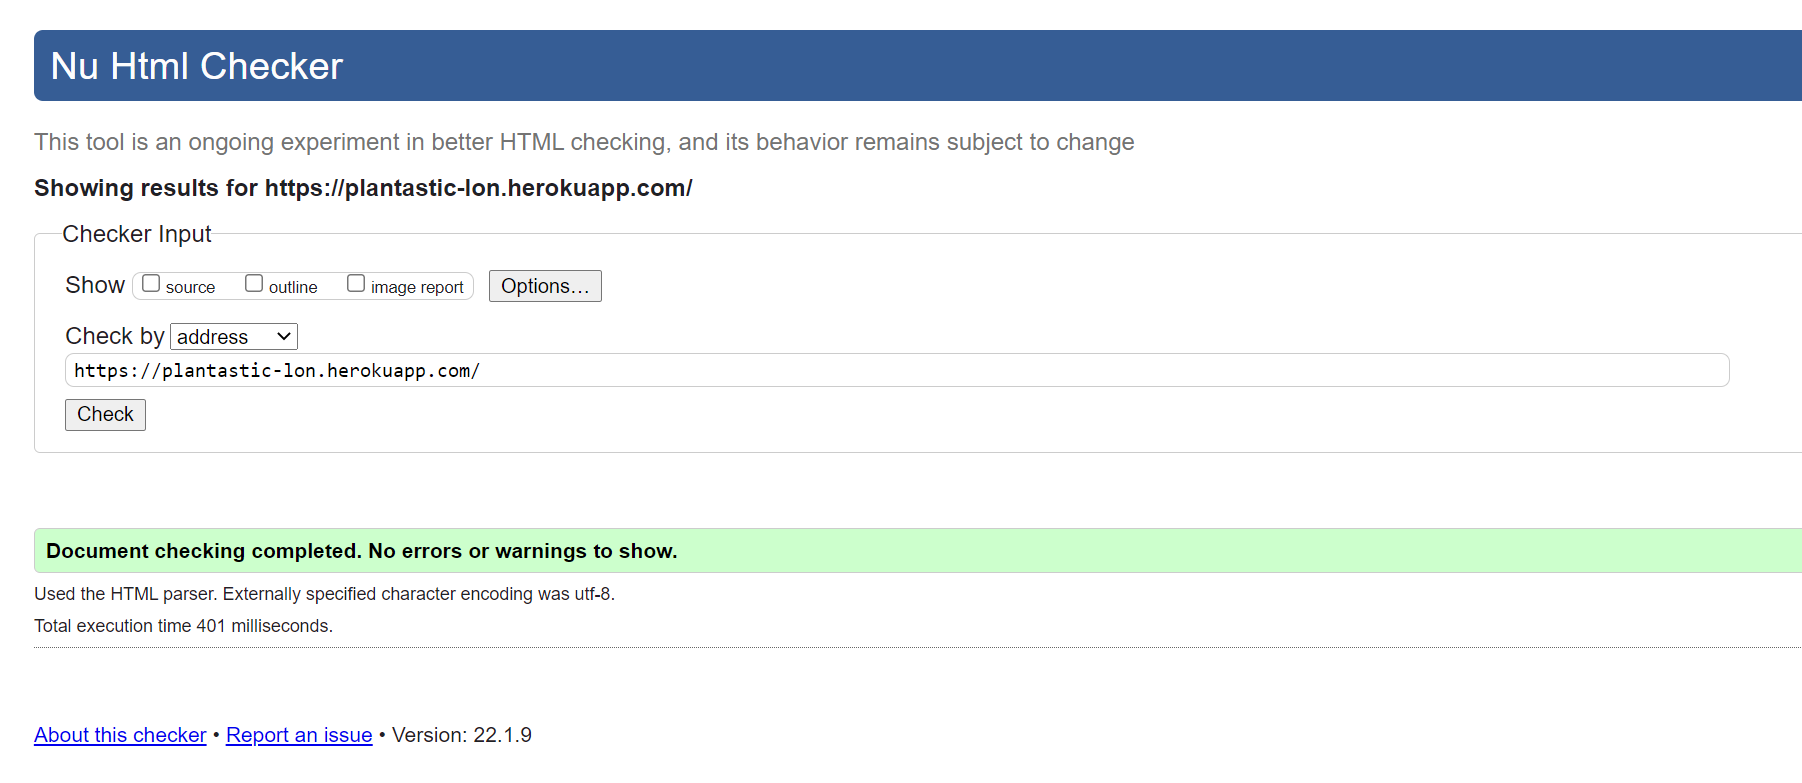 Nu Html Checker
This tool is an ongoing experiment in better HTML checking, and its behavior remains subject to change
Showing results for https://plantastic-lon.herokuapp.com/
Checker Input
Show source outline image report Options...
Check by address
https://plantastic-lon.herokuapp.com/
Check
Document checking completed. No errors or warnings to show.
Used the HTML parser. Externally specified character encoding was utf-8.
Total execution time 401 milliseconds.
About this checker • Report an issue • Version: 22.1.9